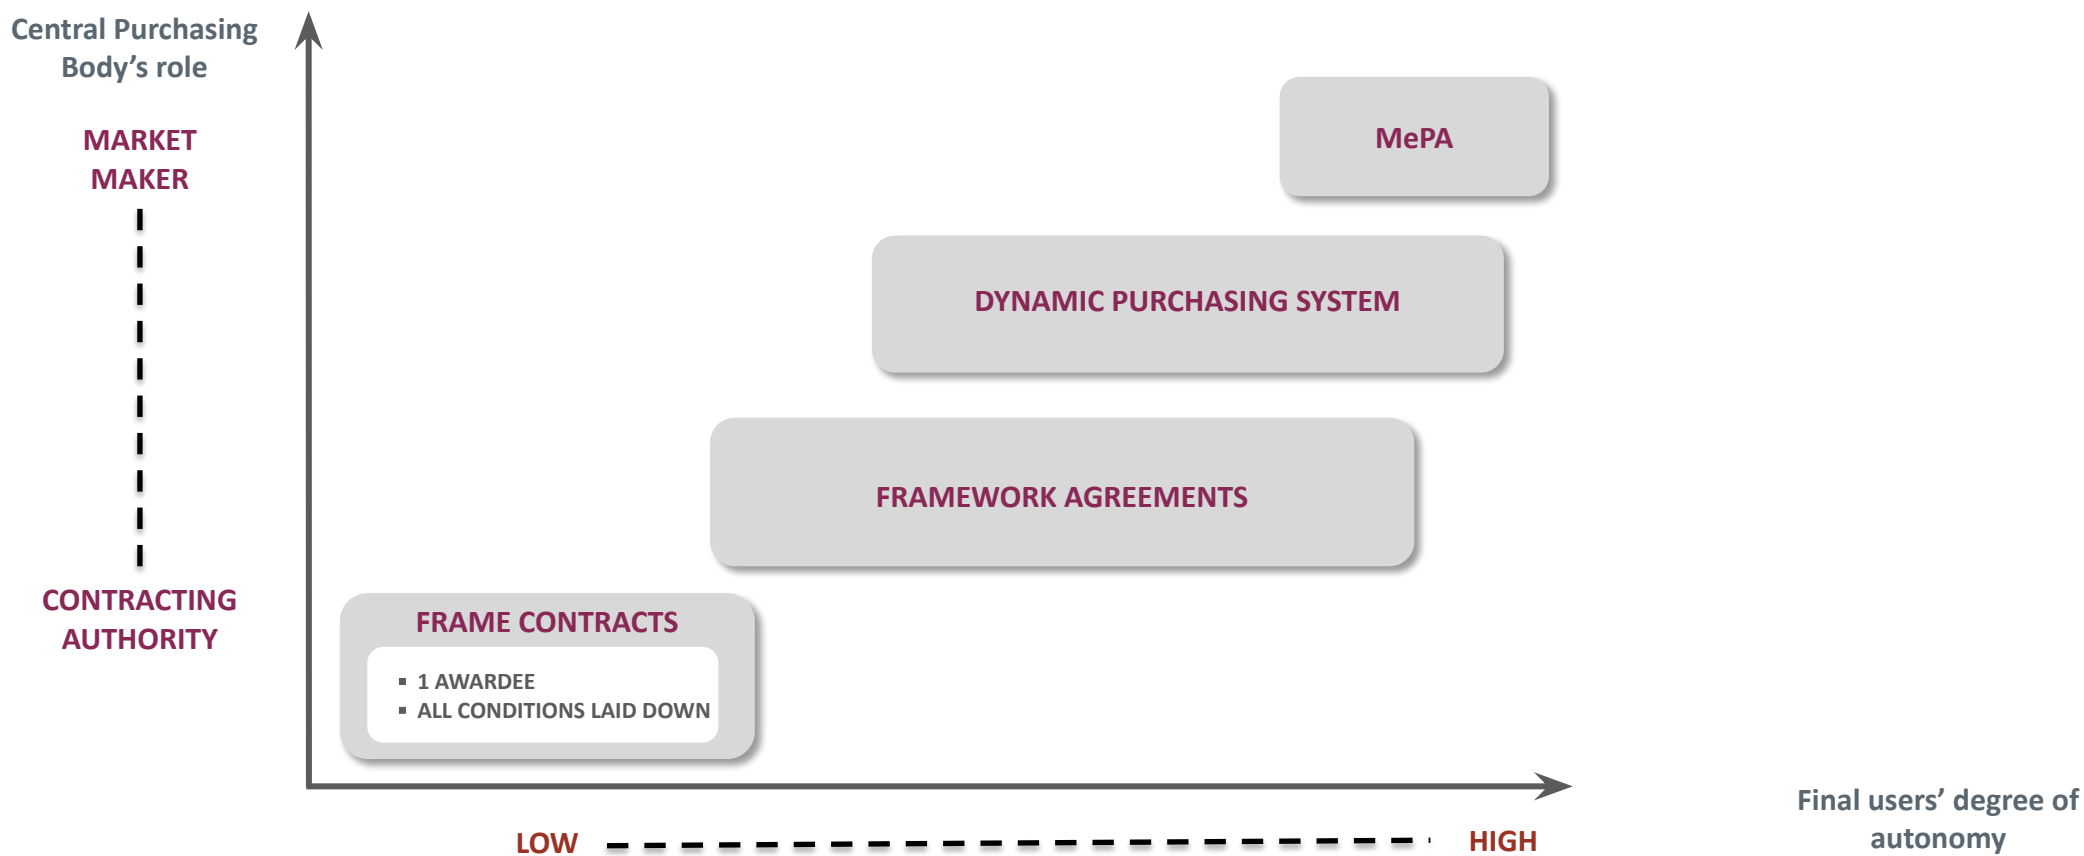 Central Purchasing
Body’s role
MARKET
MAKER
CONTRACTING
AUTHORITY
MePA
DYNAMIC PURCHASING SYSTEM
FRAMEWORK AGREEMENTS
FRAME CONTRACTS
▪ 1 AWARDEE
▪ ALL CONDITIONS LAID DOWN
LOW
HIGH
Final users’ degree of
autonomy